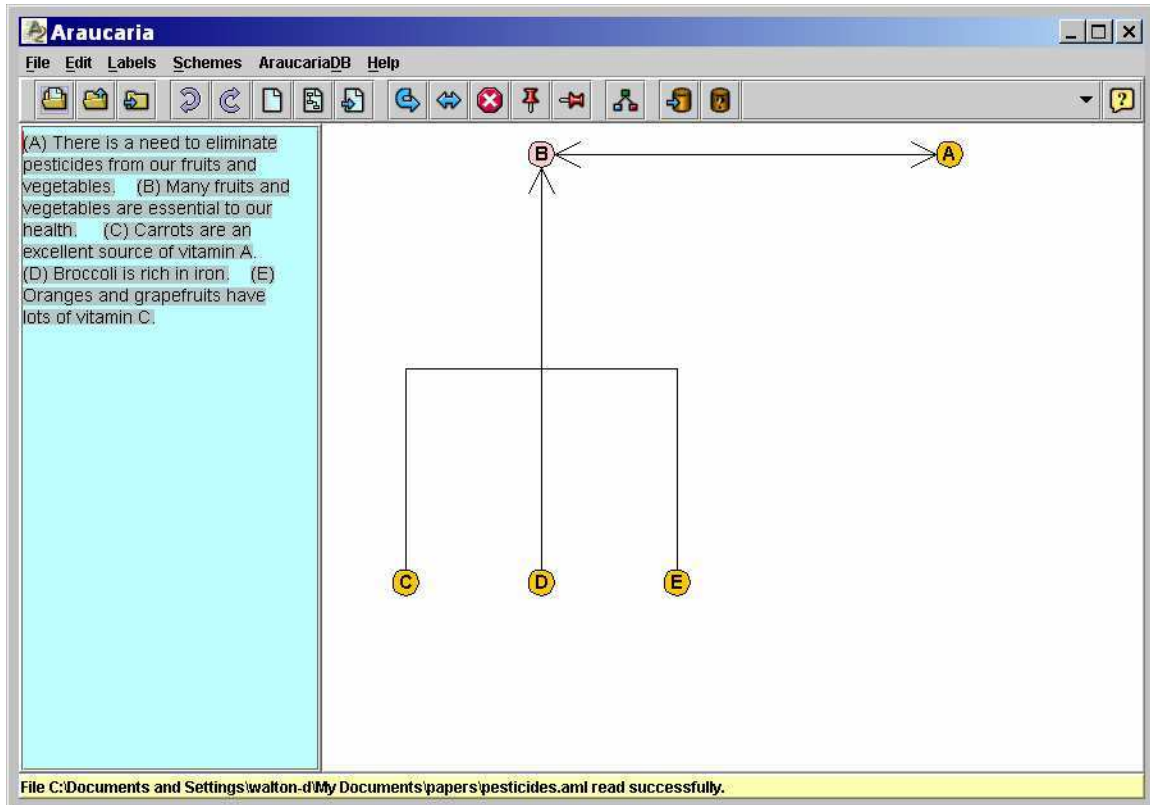 Araucaria
File Edit Labels Schemes AraucariaDB Help
(A) There is a need to eliminate
pesticides from our fruits and
vegetables. (B) Many fruits and
vegetables are essential to our
health. (C) Carrots are an
excellent source of vitamin A.
(D) Broccoli is rich in iron. (E)
Oranges and grapefruits have
lots of vitamin C.
B A
C D E
File C:\Documents and Settings\walton-d\My Documents\papers\pesticides.aml read successfully.